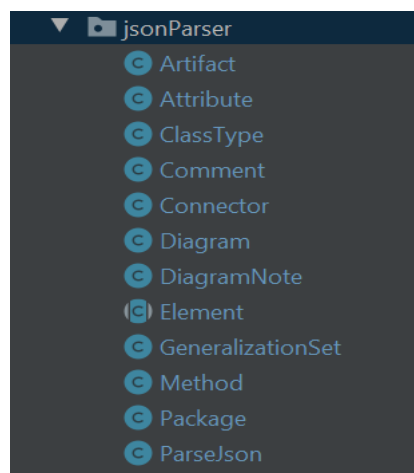 jsonParser
C Artifact
C Attribute
C ClassType
C Comment
C Connector
C Diagram
C DiagramNote
C Element
C GeneralizationSet
C Method
C Package
C ParseJson